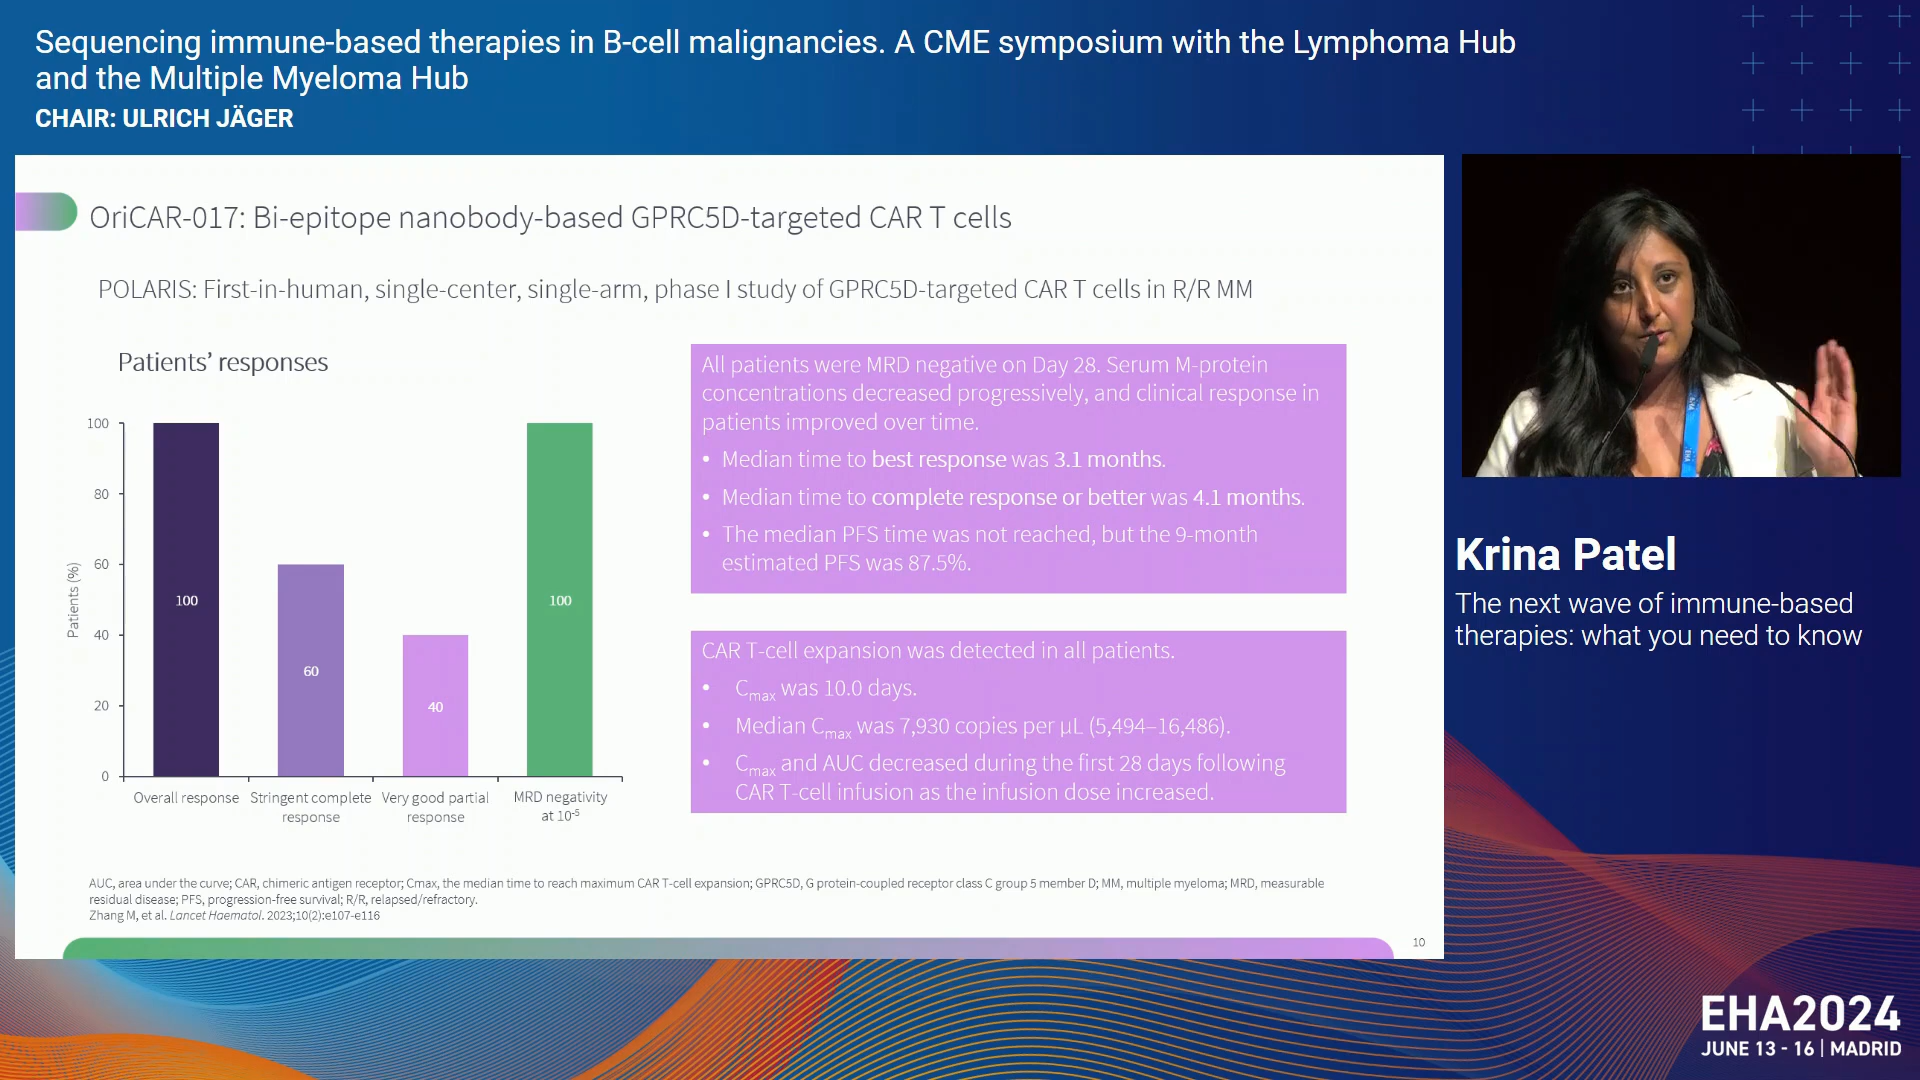 Sequencing immune-based therapies in B-cell malignancies. A CME symposium with the Lymphoma Hub
and the Multiple Myeloma Hub
CHAIR: ULRICH JÄGER
OriCAR-017: Bi-epitope nanobody-based GPRC5D-targeted CAR T cells
POLARIS: First-in-human, single-center, single-arm, phase I study of GPRC5D-targeted CAR T cells in R/R MM
Patients’ responses
100
80
60
40
20
0
Patients (%)
100
60
40
100
Overall response
Stringent complete
response
Very good partial
response
MRD negativity
at 10-5
All patients were MRD negative on Day 28. Serum M-protein
concentrations decreased progressively, and clinical response in
patients improved over time.
• Median time to best response was 3.1 months.
• Median time to complete response or better was 4.1 months.
• The median PFS time was not reached, but the 9-month
estimated PFS was 87.5%.
CAR T-cell expansion was detected in all patients.
• Cmax was 10.0 days.
• Median Cmax was 7,930 copies per µL (5,494–16,486).
• Cmax and AUC decreased during the first 28 days following
CAR T-cell infusion as the infusion dose increased.
AUC, area under the curve; CAR, chimeric antigen receptor; Cmax, the median time to reach maximum CAR T-cell expansion; GPRC5D, G protein-coupled receptor class C group 5 member D; MM, multiple myeloma; MRD, measurable
residual disease; PFS, progression-free survival; R/R, relapsed/refractory.
Zhang M, et al. Lancet Haematol. 2023;10(2):e107-e116
10
Krina Patel
The next wave of immune-based
therapies: what you need to know
EHA2024
JUNE 13 - 16 | MADRID